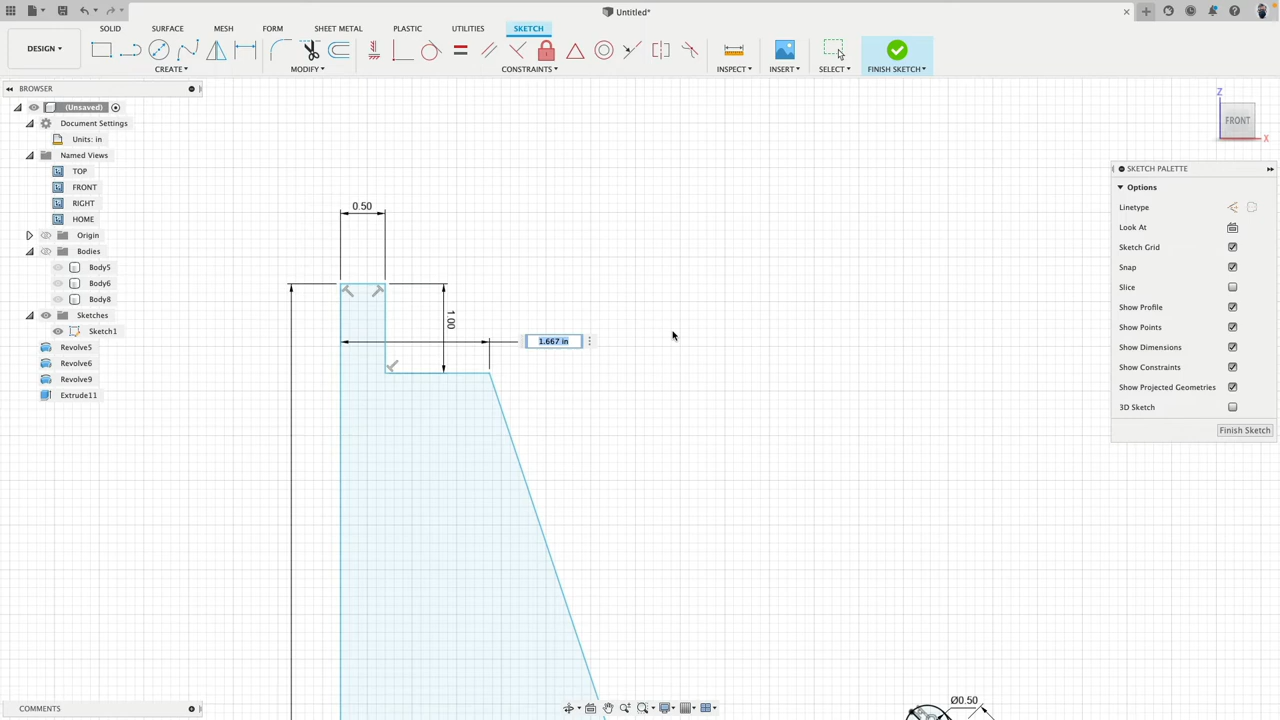 Untitled*
SOLID SURFACE MESH FORM SHEET METAL PLASTIC UTILITIES SKETCH
DESIGN
CREATE MODIFY CONSTRAINTS INSPECT INSERT SELECT FINISH SKETCH
BROWSER
(Unsaved)
Document Settings
Units: in
Named Views
TOP
FRONT
RIGHT
HOME
Origin
Bodies
Body5
Body6
Body8
Sketches
Sketch1
Revolve5
Revolve6
Revolve9
Extrude11
0.50
1.00
1.667 in
Z
FRONT
X
SKETCH PALETTE
Options
Linetype
Look At
Sketch Grid
Snap
Slice
Show Profile
Show Points
Show Dimensions
Show Constraints
Show Projected Geometries
3D Sketch
Finish Sketch
Ø0.50
COMMENTS